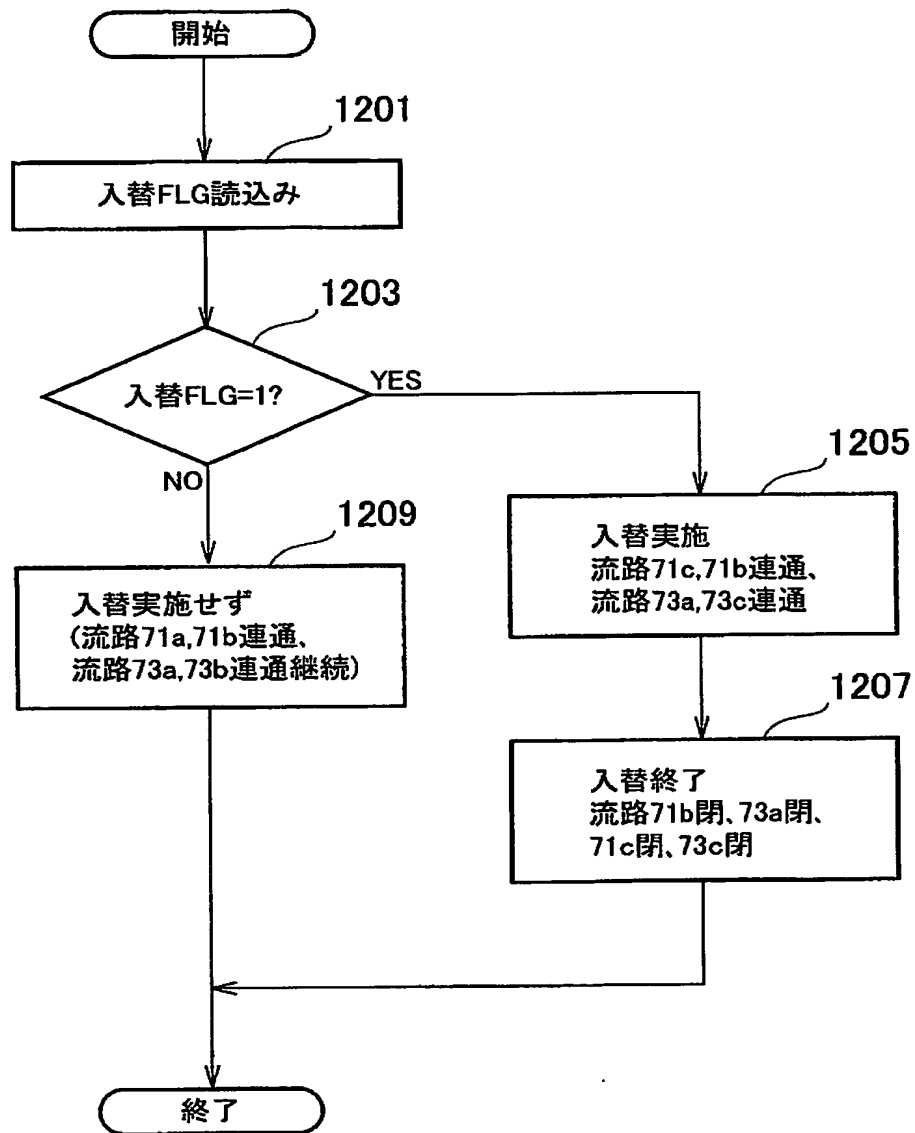 開始
1201
入替FLG読込み
1203
入替FLG=1?
YES
NO
1205
入替実施
流路71c,71b連通、
流路73a,73c連通
1209
入替実施せず
(流路71a,71b連通、
流路73a,73b連通継続)
1207
入替終了
流路71b閉、73a閉、
71c閉、73c閉
終了